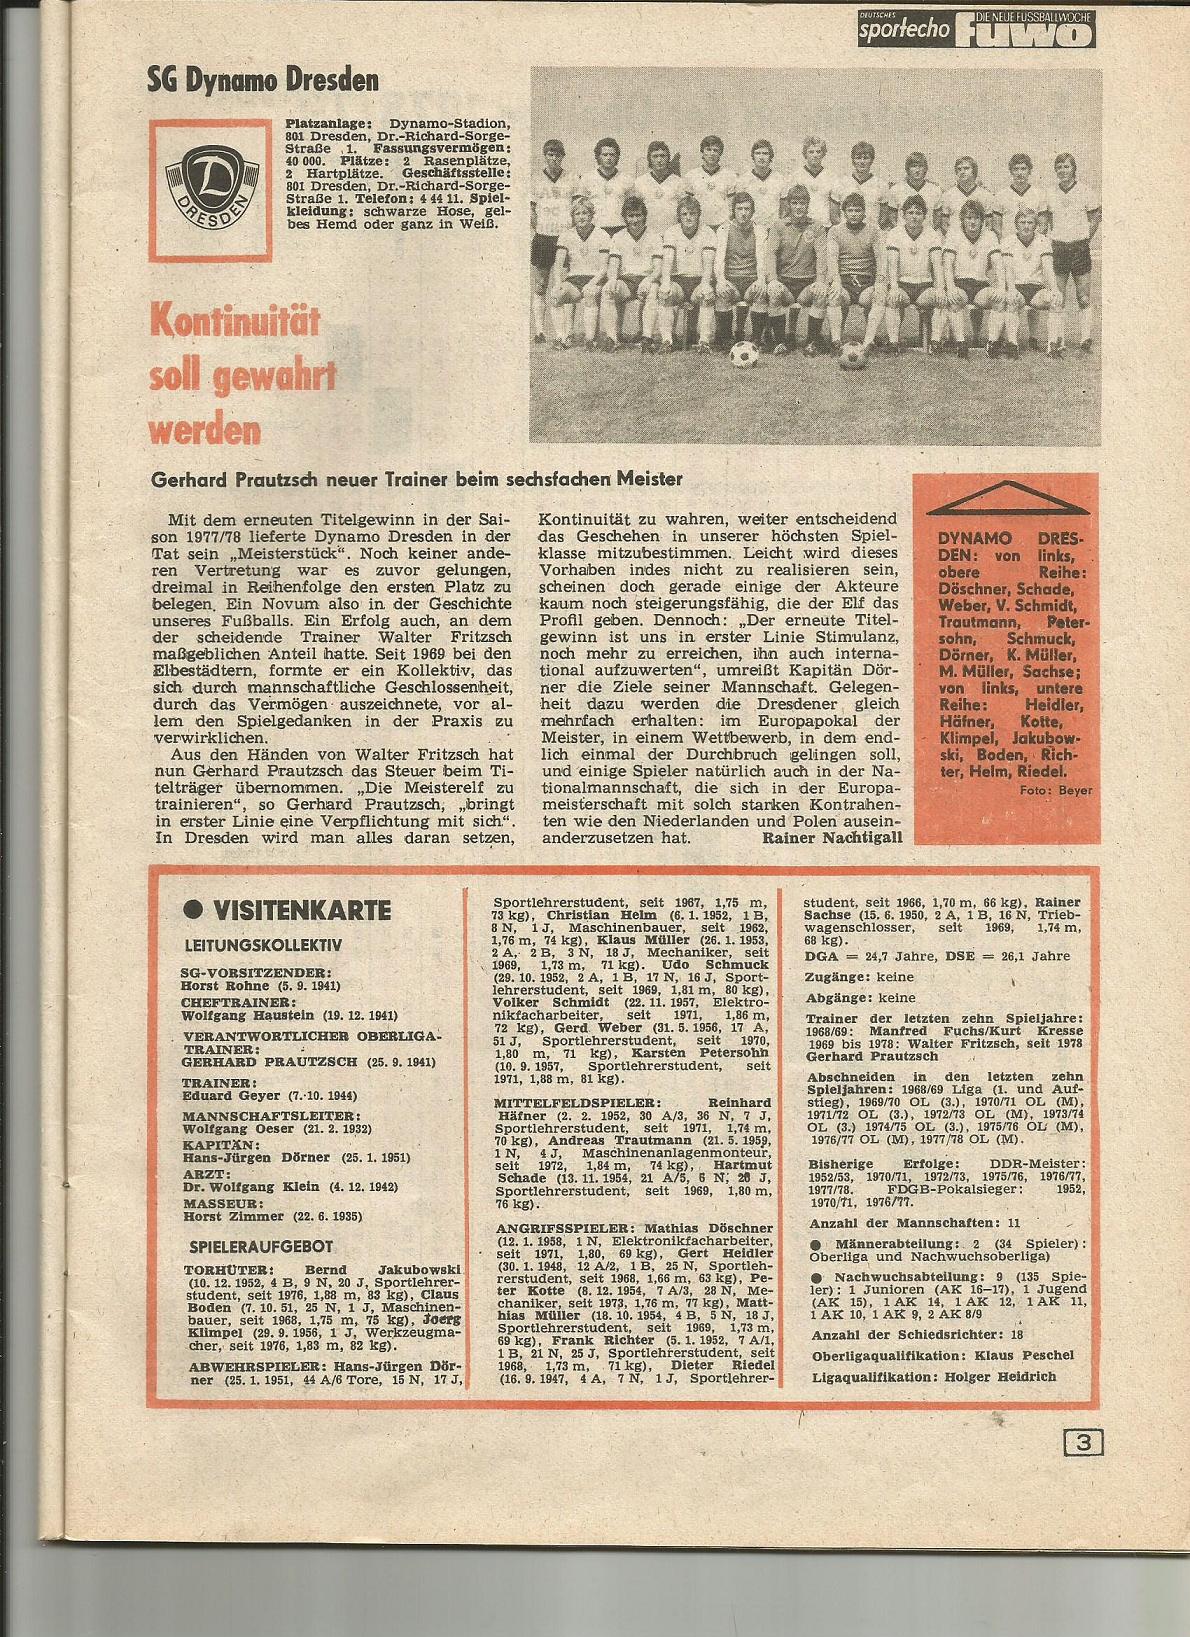 DEUTSCHES
sportecho
DIE NEUE FUSSBALLWOCHE
fuwo
SG Dynamo Dresden
D
DRESDEN
Platzanlage: Dynamo-Stadion,
801 Dresden, Dr.-Richard-Sorge-
Straße 1. Fassungsvermögen:
40 000. Plätze: 2 Rasenplätze,
2 Hartplätze. Geschäftsstelle:
801 Dresden, Dr.-Richard-Sorge-
Straße 1. Telefon: 4 44 11. Spiel-
kleidung: schwarze Hose, gel-
bes Hemd oder ganz in Weiß.
Kontinuität
soll gewahrt
werden
Gerhard Prautzsch neuer Trainer beim sechsfachen Meister
Mit dem erneuten Titelgewinn in der Sai-
son 1977/78 lieferte Dynamo Dresden in der
Tat sein „Meisterstück“. Noch keiner ande-
ren Vertretung war es zuvor gelungen,
dreimal in Reihenfolge den ersten Platz zu
belegen. Ein Novum also in der Geschichte
unseres Fußballs. Ein Erfolg auch, an dem
der scheidende Trainer Walter Fritzsch
maßgeblichen Anteil hatte. Seit 1969 bei den
Elbestädtern, formte er ein Kollektiv, das
sich durch mannschaftliche Geschlossenheit,
durch das Vermögen auszeichnete, vor al-
lem den Spielgedanken in der Praxis zu
verwirklichen.
Aus den Händen von Walter Fritzsch hat
nun Gerhard Prautzsch das Steuer beim Ti-
telträger übernommen. „Die Meisterelf zu
trainieren“, so Gerhard Prautzsch, „bringt
in erster Linie eine Verpflichtung mit sich“.
In Dresden wird man alles daran setzen,
Kontinuität zu wahren, weiter entscheidend
das Geschehen in unserer höchsten Spiel-
klasse mitzubestimmen. Leicht wird dieses
Vorhaben indes nicht zu realisieren sein,
scheinen doch gerade einige der Akteure
kaum noch steigerungsfähig, die der Elf das
Profil geben. Dennoch: „Der erneute Titel-
gewinn ist uns in erster Linie Stimulanz,
noch mehr zu erreichen, ihn auch interna-
tional aufzuwerten“, umreißt Kapitän Dör-
ner die Ziele seiner Mannschaft. Gelegen-
heit dazu werden die Dresdener gleich
mehrfach erhalten: im Europapokal der
Meister, in einem Wettbewerb, in dem end-
lich einmal der Durchbruch gelingen soll,
und einige Spieler natürlich auch in der Na-
tionalmannschaft, die sich in der Europa-
meisterschaft mit solch starken Kontrahen-
ten wie den Niederlanden und Polen ausein-
anderzusetzen hat. Rainer Nachtigall
DYNAMO DRES-
DEN: von links,
obere Reihe:
Döschner, Schade,
Weber, V. Schmidt,
Trautmann, Peter-
sohn, Schmuck,
Dörner, K. Müller,
M. Müller, Sachse;
von links, untere
Reihe: Heidler,
Häfner, Kotte,
Klimpel, Jakubow-
ski, Boden, Rich-
ter, Helm, Riedel.
Foto: Beyer
● VISITENKARTE
LEITUNGSKOLLEKTIV
SG-VORSITZENDER:
Horst Rohne (5. 9. 1941)
CHEFTRAINER:
Wolfgang Haustein (19. 12. 1941)
VERANTWORTLICHER OBERLIGA-
TRAINER:
GERHARD PRAUTZSCH (25. 9. 1941)
TRAINER:
Eduard Geyer (7. 10. 1944)
MANNSCHAFTSLEITER:
Wolfgang Oeser (21. 2. 1932)
KAPITÄN:
Hans-Jürgen Dörner (25. 1. 1951)
ARZT:
Dr. Wolfgang Klein (4. 12. 1942)
MASSEUR:
Horst Zimmer (22. 6. 1935)
SPIELERAUFGEBOT
TORHÜTER: Bernd Jakubowski
(10. 12. 1952, 4 B, 9 N, 20 J, Sportlehrer-
student, seit 1976, 1,88 m, 83 kg), Claus
Boden (7. 10. 51, 25 N, 1 J, Maschinen-
bauer, seit 1968, 1,75 m, 75 kg), Joerg
Klimpel (29. 9. 1956, 1 J, Werkzeugma-
cher, seit 1976, 1,83 m, 82 kg).
ABWEHRSPIELER: Hans-Jürgen Dör-
ner (25. 1. 1951, 44 A/6 Tore, 15 N, 17 J,
Sportlehrerstudent, seit 1967, 1,75 m,
73 kg), Christian Helm (6. 1. 1952, 1 B,
8 N, 1 J, Maschinenbauer, seit 1962,
1,76 m, 74 kg), Klaus Müller (26. 1. 1953,
2 A, 2 B, 3 N, 18 J, Mechaniker, seit
1969, 1,73 m, 71 kg). Udo Schmuck
(29. 10. 1952, 2 A, 1 B, 17 N, 16 J, Sport-
lehrerstudent, seit 1969, 1,81 m, 80 kg),
Volker Schmidt (22. 11. 1957, Elektro-
nikfacharbeiter, seit 1971, 1,86 m,
72 kg), Gerd Weber (31. 5. 1956, 17 A,
51 J, Sportlehrerstudent, seit 1970,
1,80 m, 71 kg), Karsten Petersohn
(10. 9. 1957, Sportlehrerstudent, seit
1971, 1,88 m, 81 kg).
MITTELFELDSPIELER: Reinhard
Häfner (2. 2. 1952, 30 A/3, 36 N, 7 J,
Sportlehrerstudent, seit 1971, 1,74 m,
70 kg), Andreas Trautmann (21. 5. 1959,
1 N, 4 J, Maschinenanlagenmonteur,
seit 1972, 1,84 m, 74 kg), Hartmut
Schade (13. 11. 1954, 21 A/5, 6 N, J,
Sportlehrerstudent, seit 1969, 1,80 m,
76 kg).
ANGRIFSSPIELER: Mathias Döschner
(12. 1. 1958, 1 N, Elektronikfacharbeiter,
seit 1971, 1,80, 69 kg), Gert Heidler
(30. 1. 1948, 12 A/2, 1 B, 25 N, Sportleh-
rerstudent, seit 1968, 1,66 m, 63 kg), Pe-
ter Kotte (8. 12. 1954, 7 A/3, 28 N, Me-
chaniker, seit 1973, 1,76 m, 77 kg), Matt-
hias Müller (18. 10. 1954, 4 B, 5 N, 18 J,
Sportlehrerstudent, seit 1969, 1,73 m,
69 kg), Frank Richter (5. 1. 1952, 7 A/1,
1 B, 21 N, 25 J, Sportlehrerstudent, seit
1968, 1,73 m, 71 kg), Dieter Riedel
(16. 9. 1947, 4 A, 7 N, 1 J, Sportlehrer-
student, seit 1966, 1,70 m, 66 kg), Rainer
Sachse (15. 6. 1950, 2 A, 1 B, 16 N, Trieb-
wagenschlosser, seit 1969, 1,74 m,
68 kg).
DGA = 24,7 Jahre, DSE = 26,1 Jahre
Zugänge: keine
Abgänge: keine
Trainer der letzten zehn Spieljahre:
1968/69: Manfred Fuchs/Kurt Kresse
1969 bis 1978: Walter Fritzsch, seit 1978
Gerhard Prautzsch
Abschneiden in den letzten zehn
Spieljahren: 1968/69 Liga (1. und Auf-
stieg), 1969/70 OL (3.), 1970/71 OL (M),
1971/72 OL (3.), 1972/73 OL (M), 1973/74
OL (3.) 1974/75 OL (3.), 1975/76 OL (M),
1976/77 OL (M), 1977/78 OL (M).
Bisherige Erfolge: DDR-Meister:
1952/53, 1970/71, 1972/73, 1975/76, 1976/77,
1977/78. FDGB-Pokalsieger: 1952,
1970/71, 1976/77.
Anzahl der Mannschaften: 11
● Männerabteilung: 2 (34 Spieler):
Oberliga und Nachwuchsoberliga)
● Nachwuchsabteilung: 9 (135 Spie-
ler): 1 Junioren (AK 16–17), 1 Jugend
(AK 15), 1 AK 14, 1 AK 12, 1 AK 11,
1 AK 10, 1 AK 9, 2 AK 8/9
Anzahl der Schiedsrichter: 18
Oberligaqualifikation: Klaus Peschel
Ligaqualifikation: Holger Heidrich
3